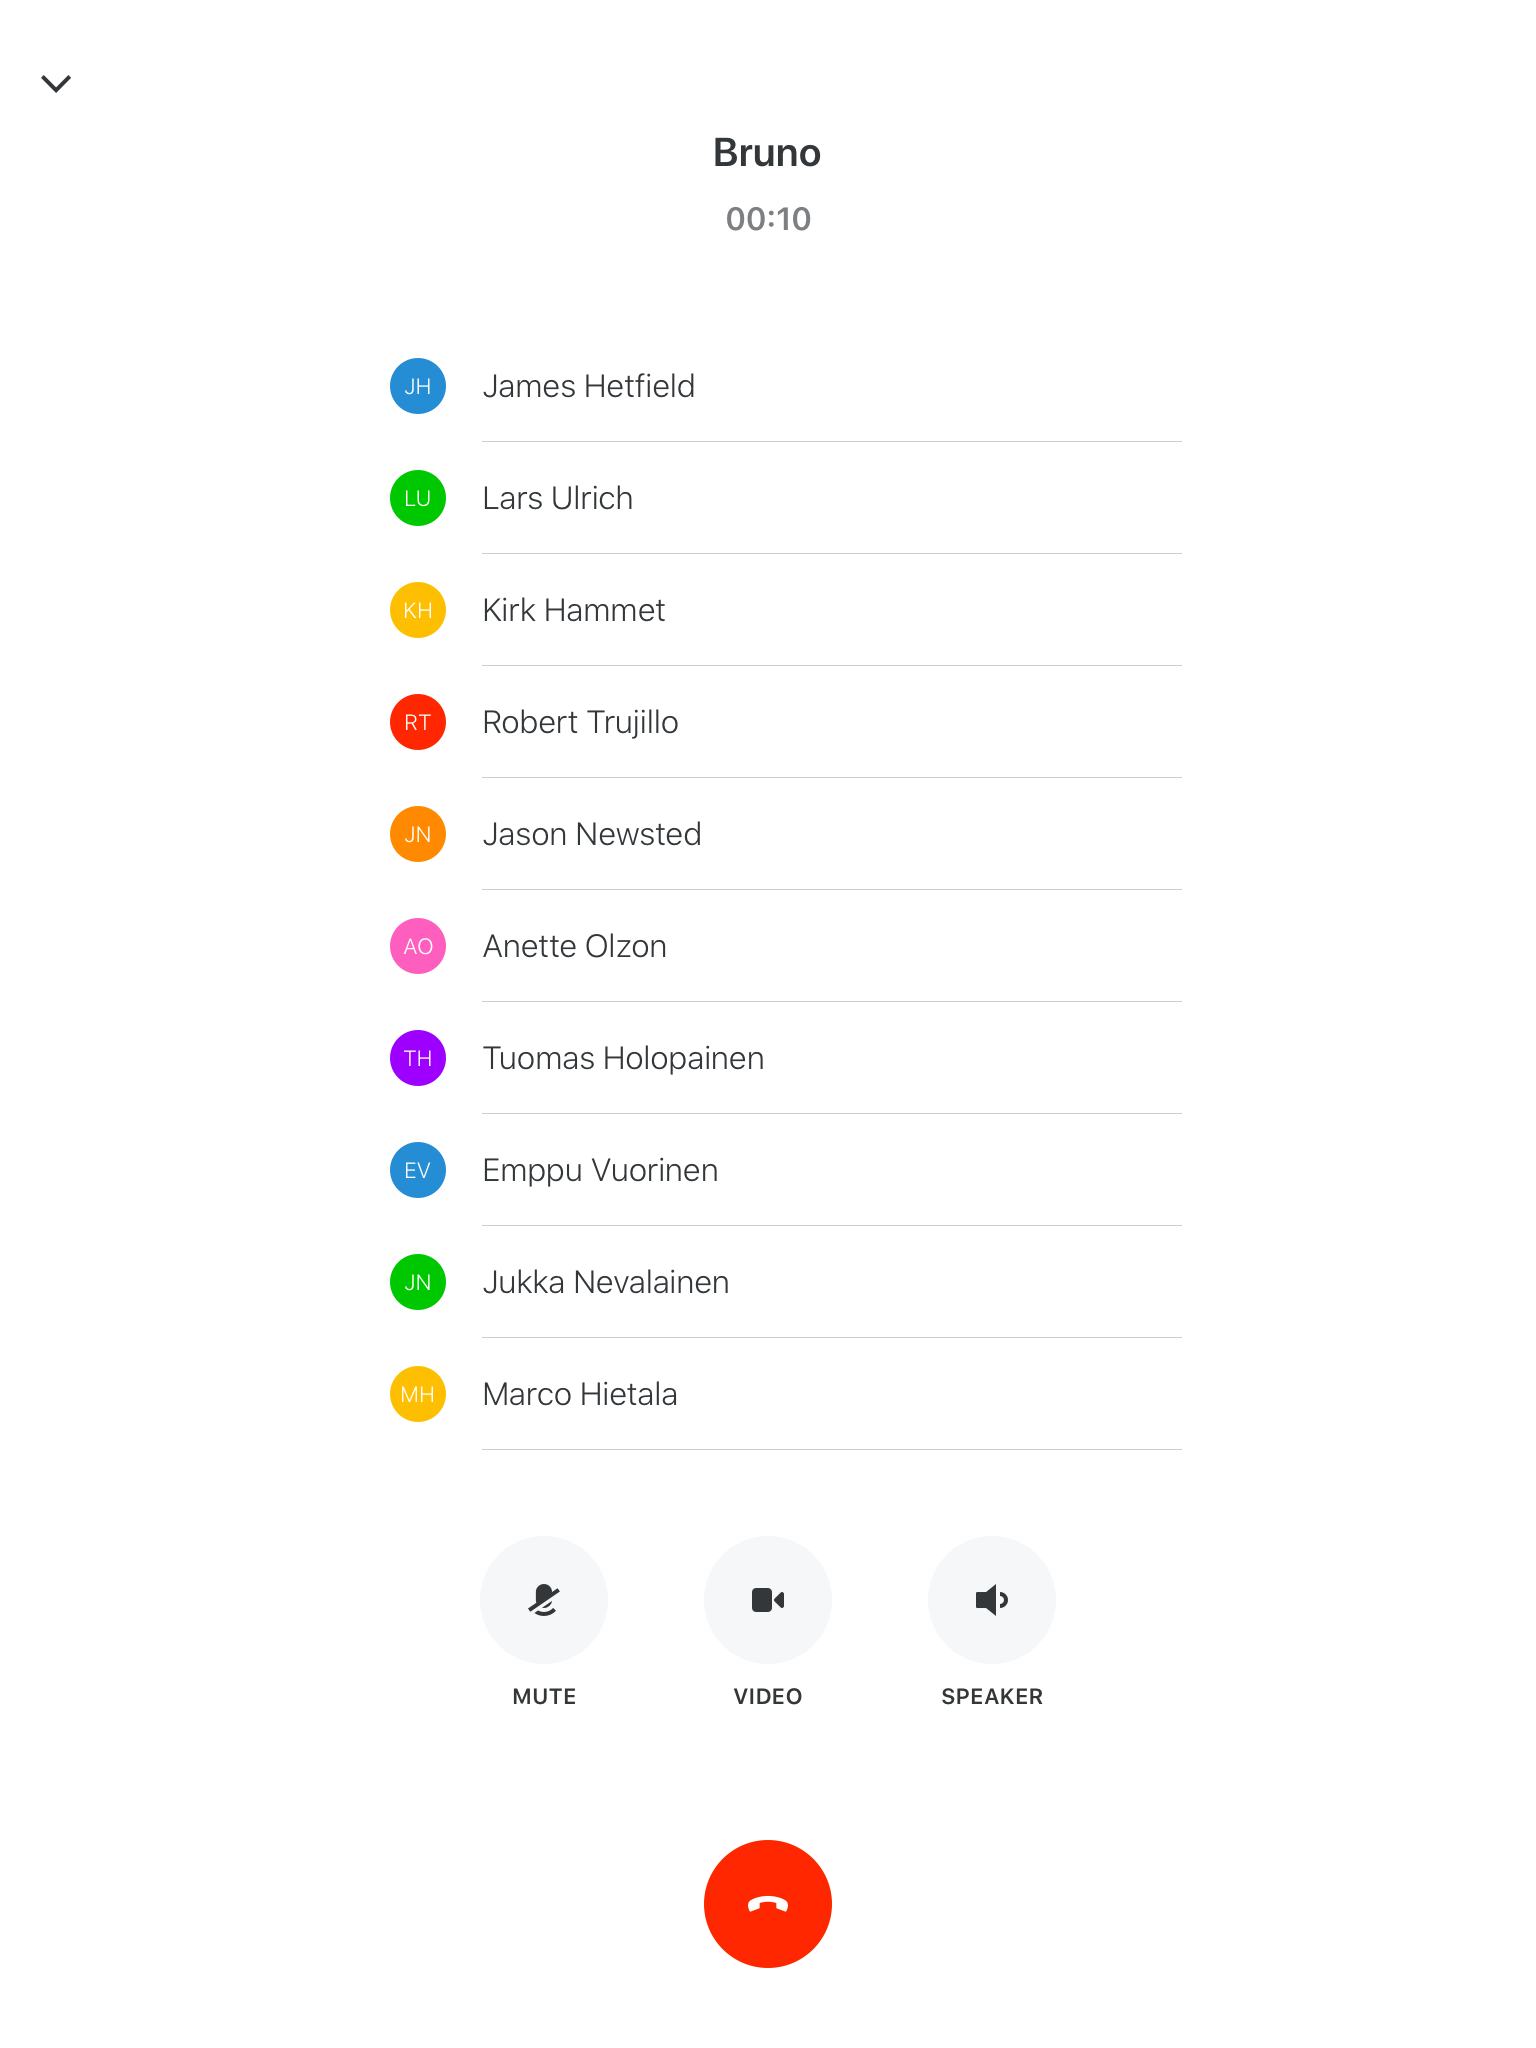 Bruno
00:10
JH James Hetfield
LU Lars Ulrich
KH Kirk Hammet
RT Robert Trujillo
JN Jason Newsted
AO Anette Olzon
TH Tuomas Holopainen
EV Emppu Vuorinen
JN Jukka Nevalainen
MH Marco Hietala
MUTE VIDEO SPEAKER